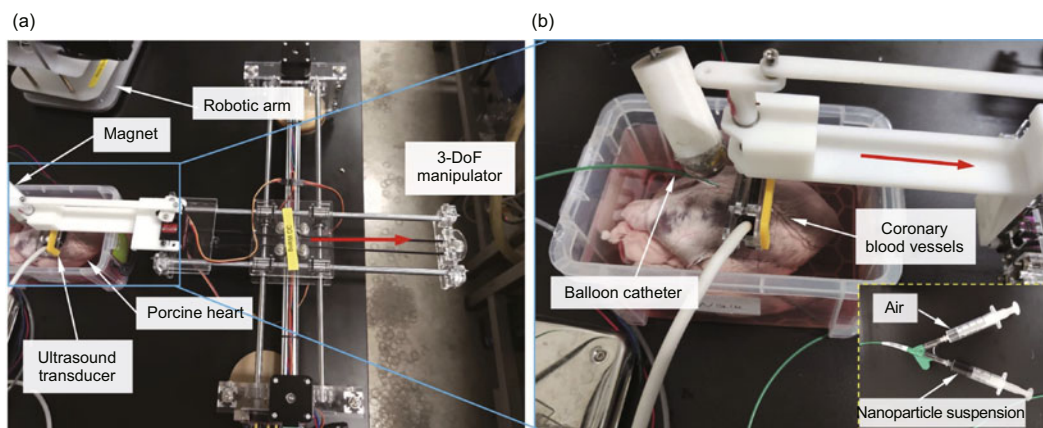 (a)
(b)
Robotic arm
Magnet
3-DoF
manipulator
Porcine heart
Ultrasound
transducer
Coronary
blood vessels
Balloon catheter
Air
Nanoparticle suspension